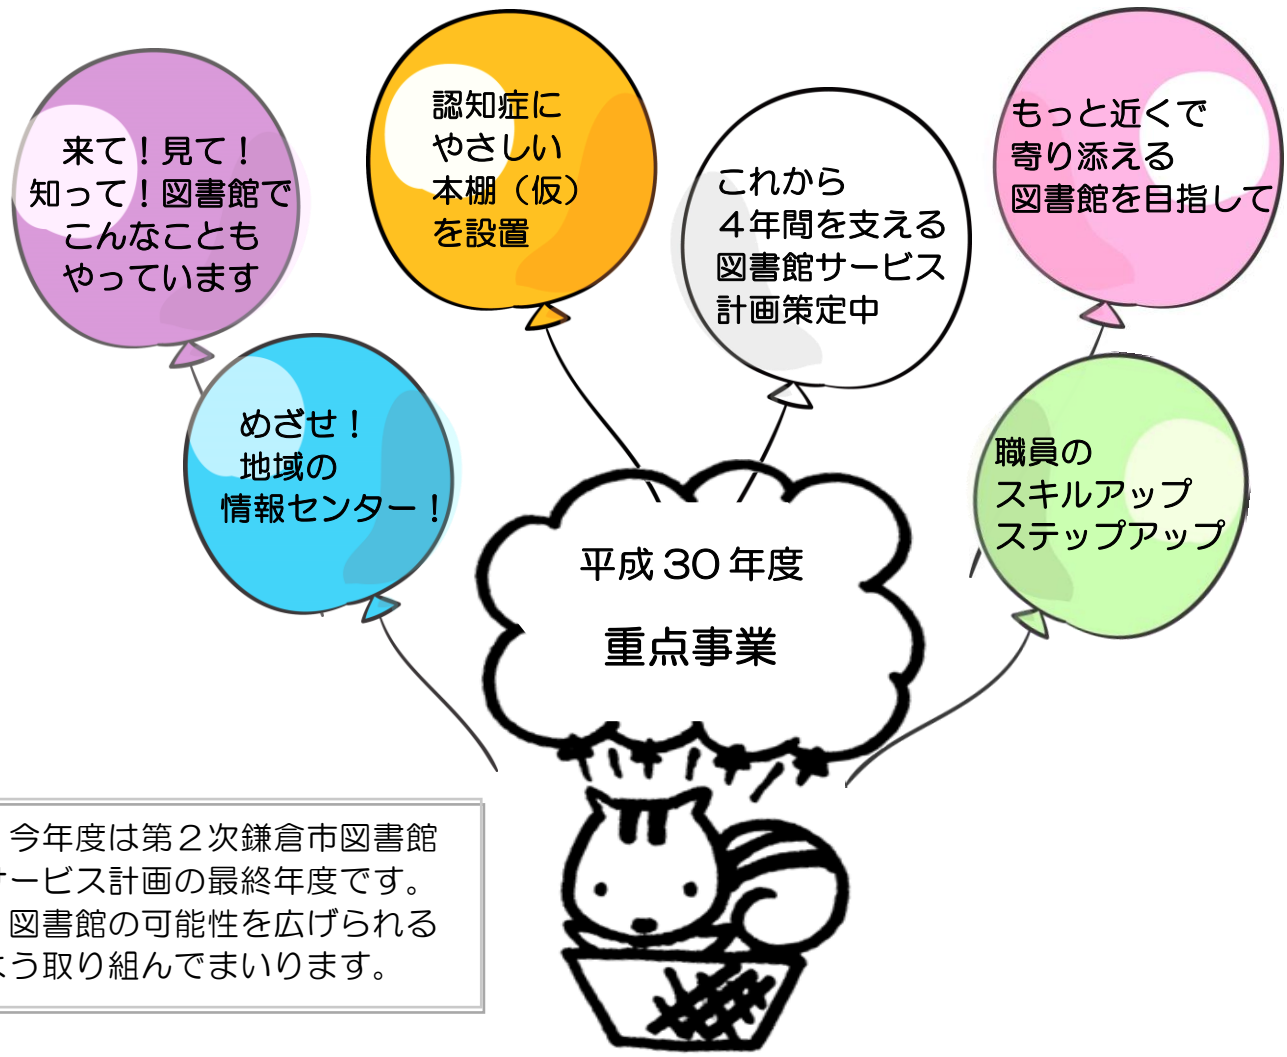 来て！見て！
知って！図書館で
こんなことも
やっています
認知症に
やさしい
本棚（仮）
を設置
これから
４年間を支える
図書館サービス
計画策定中
もっと近くで
寄り添える
図書館を目指して
めざせ！
地域の
情報センター！
職員の
スキルアップ
ステップアップ
平成30年度
重点事業
今年度は第２次鎌倉市図書館
サービス計画の最終年度です。
図書館の可能性を広げられる
よう取り組んでまいります。